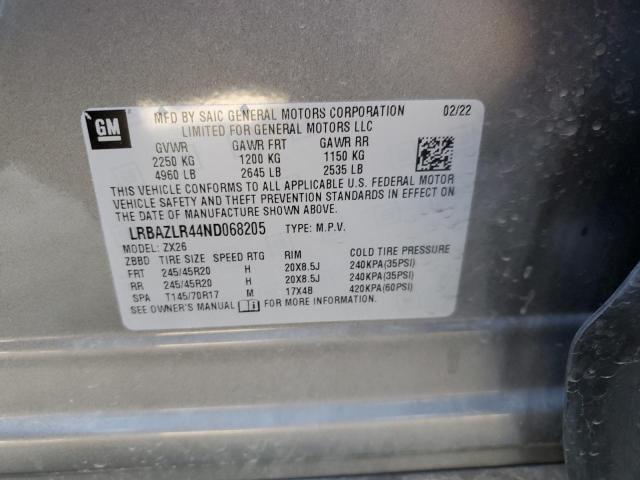 GM
MFD BY SAIC GENERAL MOTORS CORPORATION 02/22
LIMITED FOR GENERAL MOTORS LLC
GVWR GAWR FRT GAWR RR
2250 KG 1200 KG 1150 KG
4960 LB 2645 LB 2535 LB
THIS VEHICLE CONFORMS TO ALL APPLICABLE U.S. FEDERAL MOTOR
VEHICLE SAFETY AND THEFT PREVENTION STANDARDS IN EFFECT ON
THE DATE OF MANUFACTURE SHOWN ABOVE.
LRBAZLR44ND068205 TYPE: M.P.V.
MODEL: ZX26
ZBBD TIRE SIZE SPEED RTG RIM COLD TIRE PRESSURE
FRT 245/45R20 H 20X8.5J 240KPA(35PSI)
RR 245/45R20 H 20X8.5J 240KPA(35PSI)
SPA T145/70R17 M 17X4B 420KPA(60PSI)
SEE OWNER'S MANUAL FOR MORE INFORMATION.